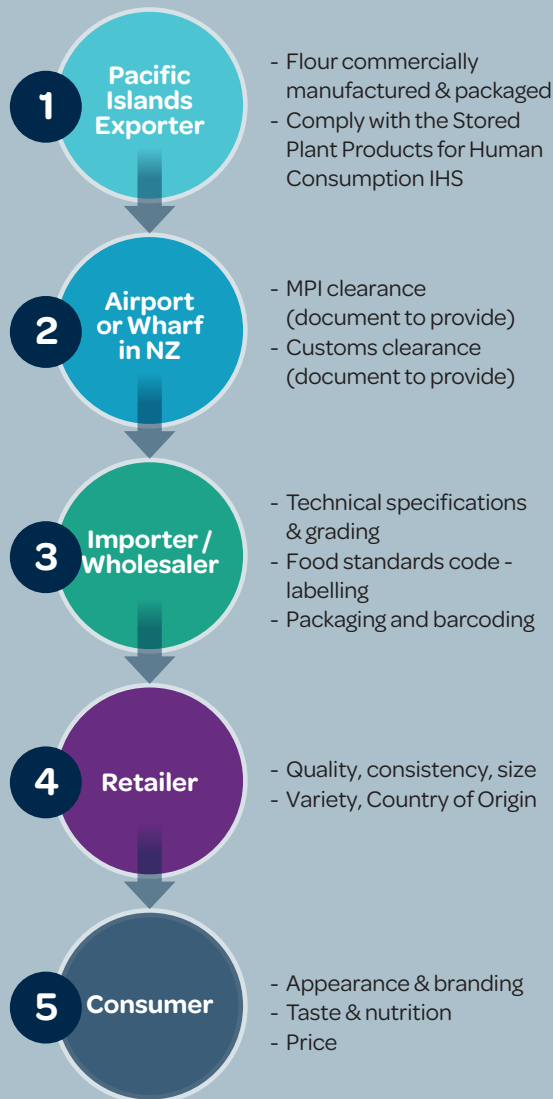 1
Pacific
Islands
Exporter
- Flour commercially
manufactured & packaged
- Comply with the Stored
Plant Products for Human
Consumption IHS
2
Airport
or Wharf
in NZ
- MPI clearance
(document to provide)
- Customs clearance
(document to provide)
3
Importer /
Wholesaler
- Technical specifications
& grading
- Food standards code -
labelling
- Packaging and barcoding
4
Retailer
- Quality, consistency, size
- Variety, Country of Origin
5
Consumer
- Appearance & branding
- Taste & nutrition
- Price